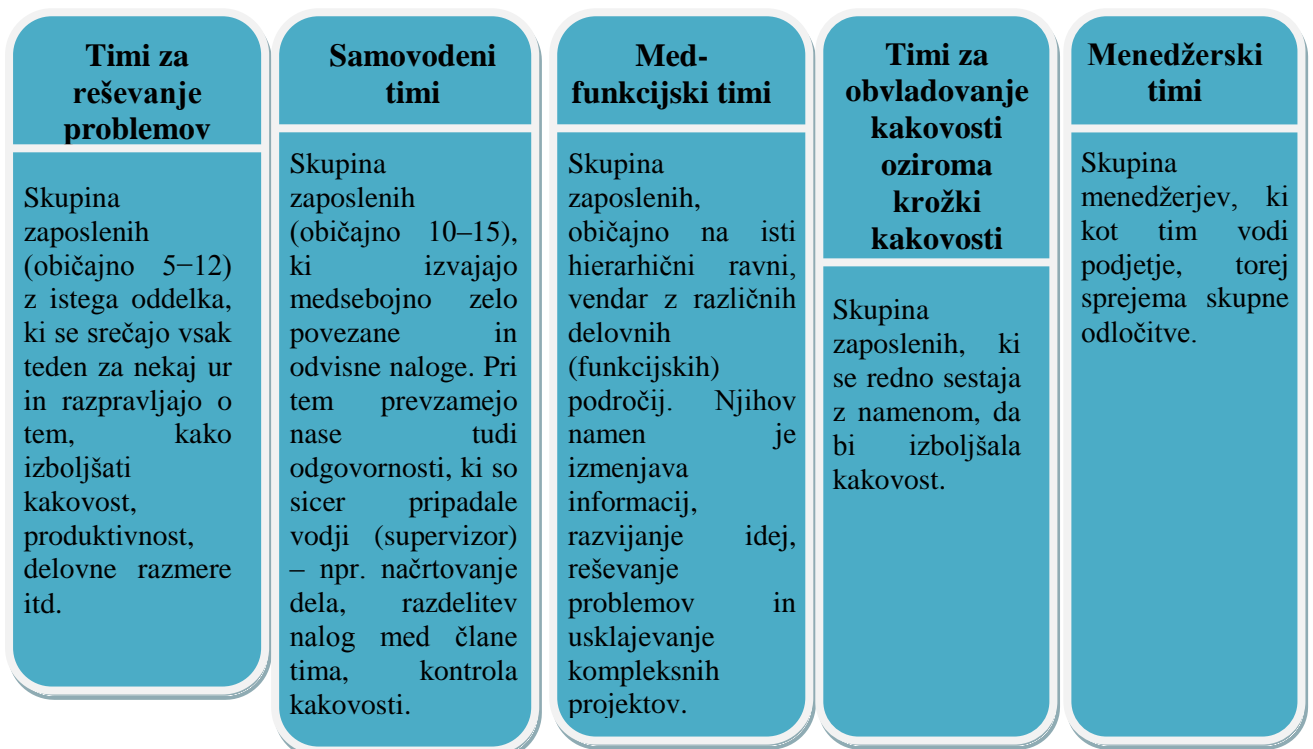 Timi za
reševanje
problemov
Skupina
zaposlenih
(običajno 5−12)
z istega oddelka,
ki se srečajo vsak
teden za nekaj ur
in razpravljajo o
tem, kako
izboljšati
kakovost,
produktivnost,
delovne razmere
itd.
Samovodeni
timi
Skupina
zaposlenih
(običajno 10–15),
ki izvajajo
medsebojno zelo
povezane in
odvisne naloge. Pri
tem prevzamejo
nase tudi
odgovornosti, ki so
sicer pripadale
vodji (supervizor)
– npr. načrtovanje
dela, razdelitev
nalog med člane
tima, kontrola
kakovosti.
Med-
funkcijski timi
Skupina
zaposlenih,
običajno na isti
hierarhični ravni,
vendar z različnih
delovnih
(funkcijskih)
področij. Njihov
namen je
izmenjava
informacij,
razvijanje idej,
reševanje
problemov in
usklajevanje
kompleksnih
projektov.
Timi za
obvladovanje
kakovosti
oziroma
krožki
kakovosti
Skupina
zaposlenih, ki
se redno sestaja
z namenom, da
bi izboljšala
kakovost.
Menedžerski
timi
Skupina
menedžerjev, ki
kot tim vodi
podjetje, torej
sprejema skupne
odločitve.